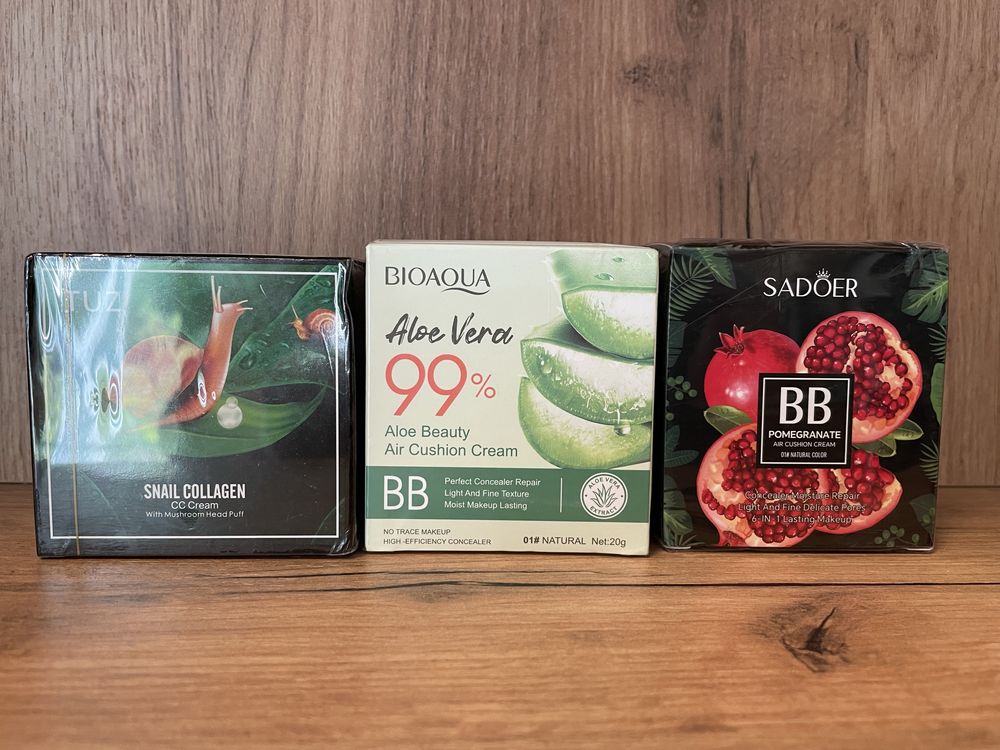 TUZ
SNAIL COLLAGEN
CC Cream
With Mushroom Head Puff
BIOAQUA
Aloe Vera
99%
Aloe Beauty
Air Cushion Cream
BB
Perfect Concealer Repair
Light And Fine Texture
Moist Makeup Lasting
ALOE VERA
EXTRACT
NO TRACE MAKEUP
HIGH -EFFICIENCY CONCEALER
01# NATURAL Net:20g
SADOER
BB
POMEGRANATE
AIR CUSHION CREAM
01# NATURAL COLOR
Concealer Moisture Repair
Light And Fine Delicate Pores
6-IN-1 Lasting Makeup